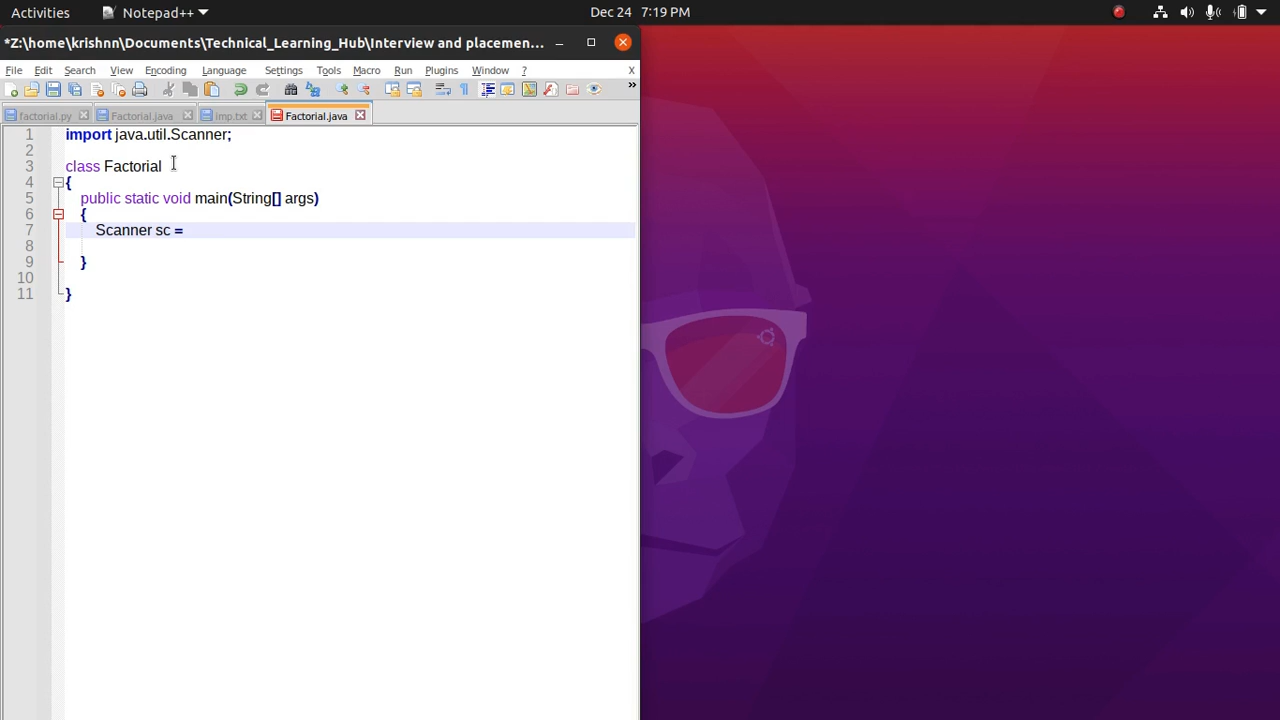 Activities Notepad++ Dec 24 7:19 PM
*Z:\home\krishnn\Documents\Technical_Learning_Hub\Interview and placemen...
File Edit Search View Encoding Language Settings Tools Macro Run Plugins Window ? X
factorial.py Factorial.java imp.txt Factorial.java
1 import java.util.Scanner;
2
3 class Factorial
4 {
5 public static void main(String[] args)
6 {
7 Scanner sc =
8
9 }
10
11 }